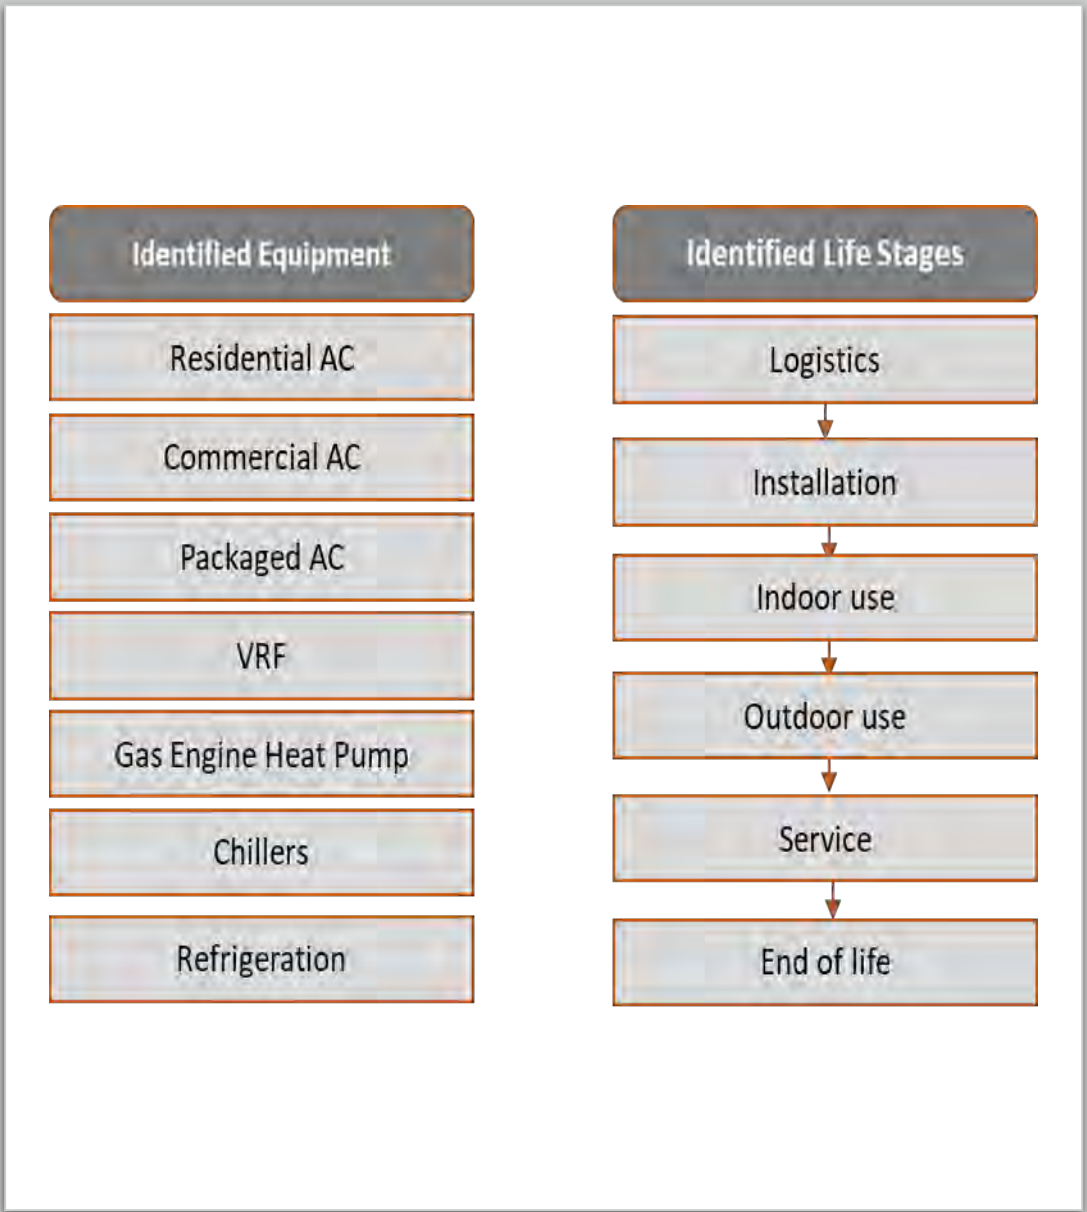 Identified Equipment
Residential AC
Commercial AC
Packaged AC
VRF
Gas Engine Heat Pump
Chillers
Refrigeration
Identified Life Stages
Logistics
Installation
Indoor use
Outdoor use
Service
End of life